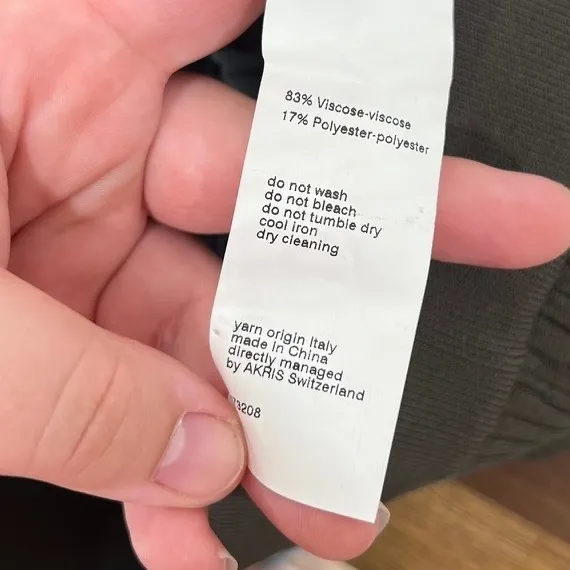 83% Viscose-viscose
17% Polyester-polyester
do not wash
do not bleach
do not tumble dry
cool iron
dry cleaning
yarn origin Italy
made in China
directly managed
by AKRIS Switzerland
3208